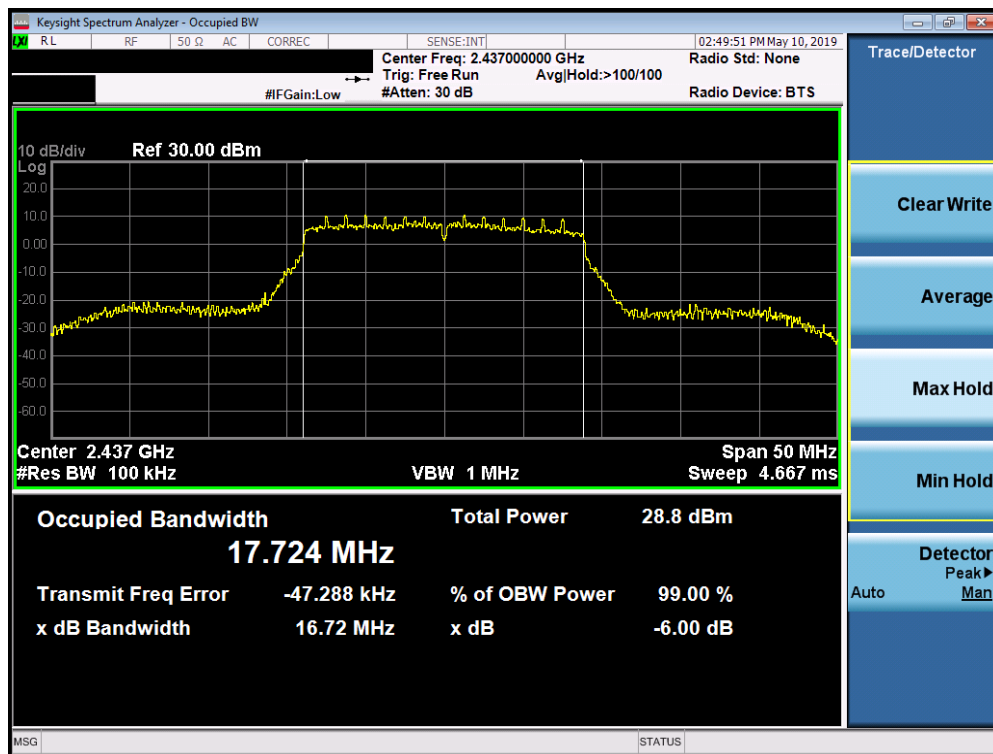 Keysight Spectrum Analyzer - Occupied BW
LXI RL RF 50 Ω AC CORREC SENSE:INT 02:49:51 PM May 10, 2019
Center Freq: 2.437000000 GHz Radio Std: None
Trig: Free Run Avg|Hold:>100/100
#IFGain:Low #Atten: 30 dB Radio Device: BTS
Trace/Detector
10 dB/div Ref 30.00 dBm
Log
20.0
10.0
0.00
-10.0
-20.0
-30.0
-40.0
-50.0
-60.0
Center 2.437 GHz Span 50 MHz
#Res BW 100 kHz VBW 1 MHz Sweep 4.667 ms
Occupied Bandwidth Total Power 28.8 dBm
17.724 MHz
Transmit Freq Error -47.288 kHz % of OBW Power 99.00 %
x dB Bandwidth 16.72 MHz x dB -6.00 dB
Clear Write
Average
Max Hold
Min Hold
Detector
Peak▶
Auto Man
MSG STATUS